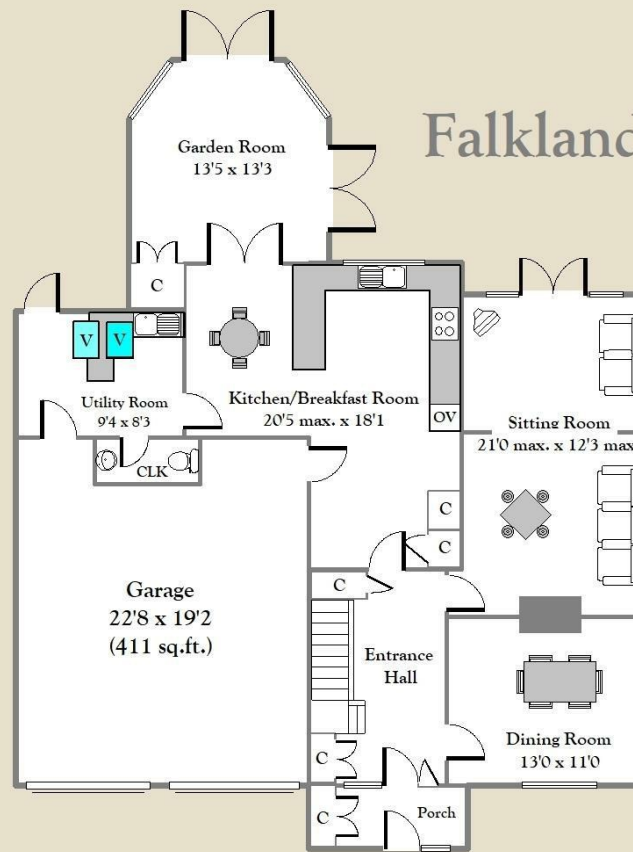 Falkland
Garden Room
13'5 x 13'3
C
V
V
Utility Room
9'4 x 8'3
Kitchen/Breakfast Room
20'5 max. x 18'1
OV
Sitting Room
21'0 max. x 12'3 max
CLK
C
C
Garage
22'8 x 19'2
(411 sq.ft.)
C
Entrance
Hall
C
Dining Room
13'0 x 11'0
C
Porch